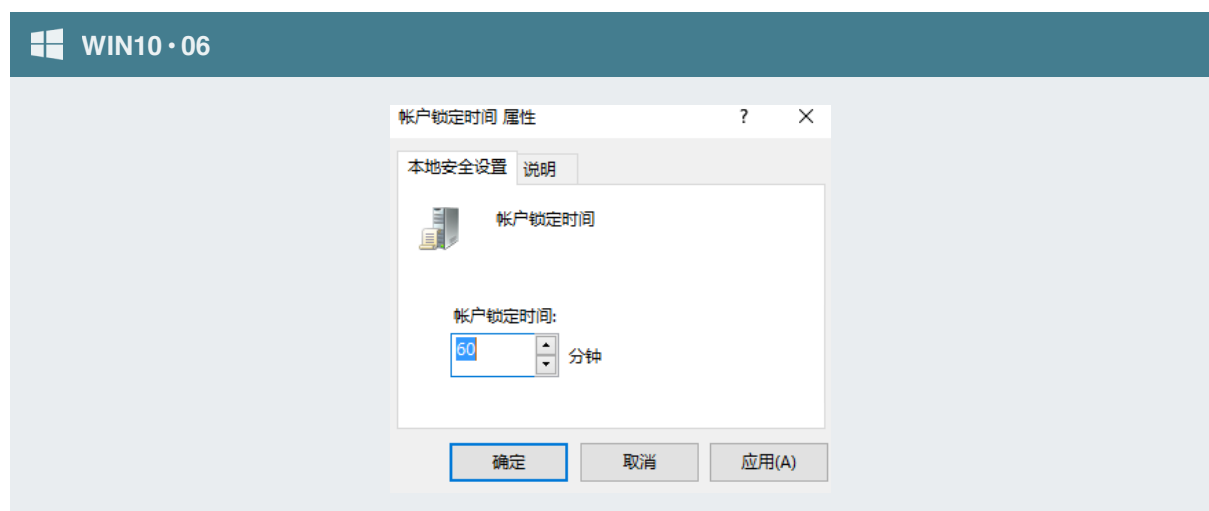 WIN10·06
帐户锁定时间 属性 ? ×
本地安全设置 说明
帐户锁定时间
帐户锁定时间:
60 分钟
确定 取消 应用(A)